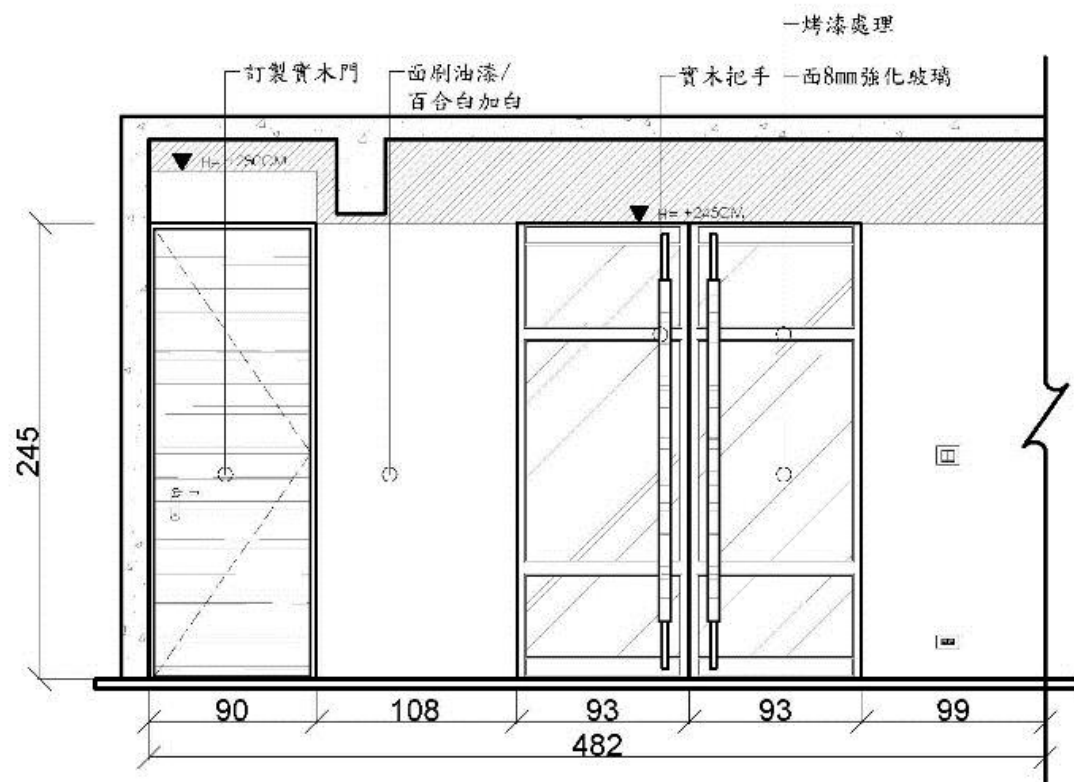 烤漆處理
訂製實木門
面刷油漆/
百合白加白
實木把手
面8mm強化玻璃
H= +280CM
H= +245CM
245
90
108
93
93
99
482